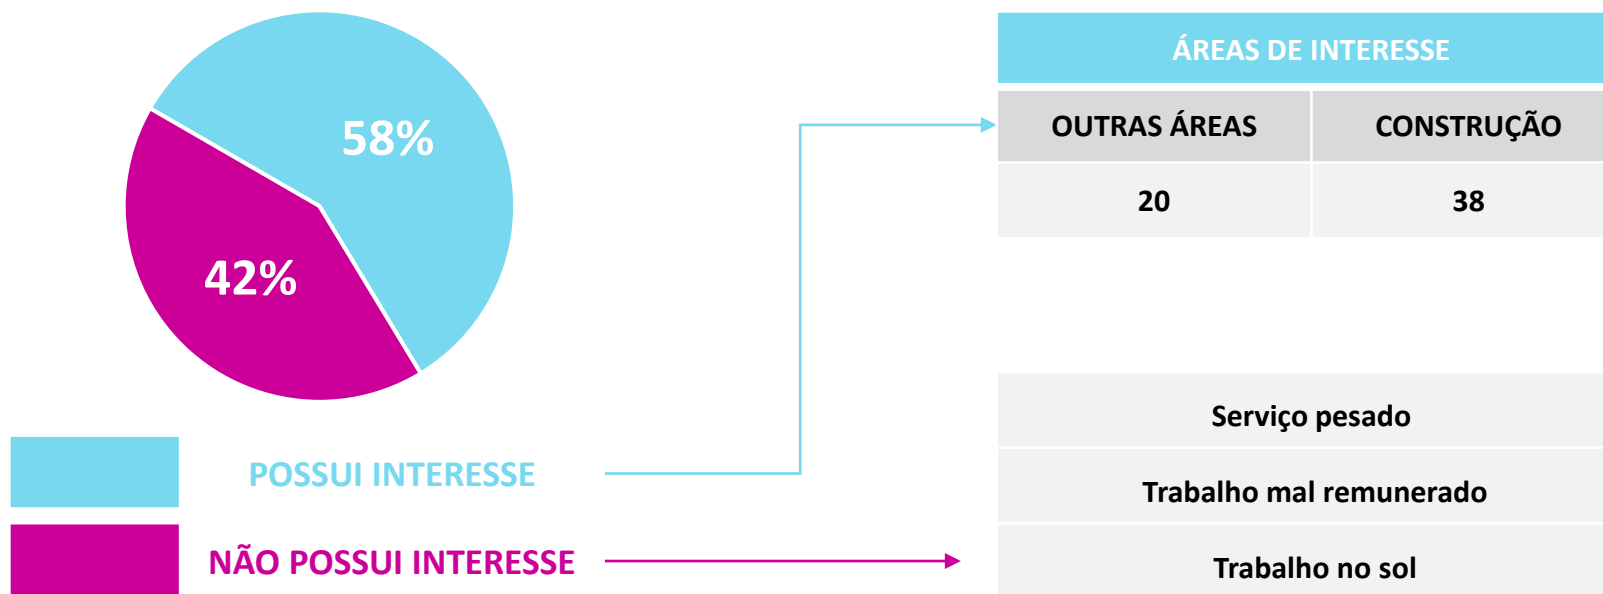 58%
42%
POSSUI INTERESSE
NÃO POSSUI INTERESSE
ÁREAS DE INTERESSE
OUTRAS ÁREAS CONSTRUÇÃO
20 38
Serviço pesado
Trabalho mal remunerado
Trabalho no sol